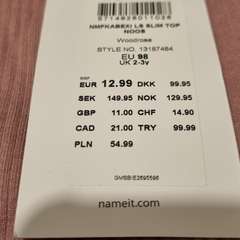 5714928011028
NMFKABEXI LS SLIM TOP
NOOS
Woodrose
STYLE NO. 13187484
EU 98
UK 2-3y
RRP
EUR 12.99 DKK 99.95
SEK 149.95 NOK 129.95
GBP 11.00 CHF 14.90
CAD 21.00 TRY 99.99
PLN 54.99
nameit.com